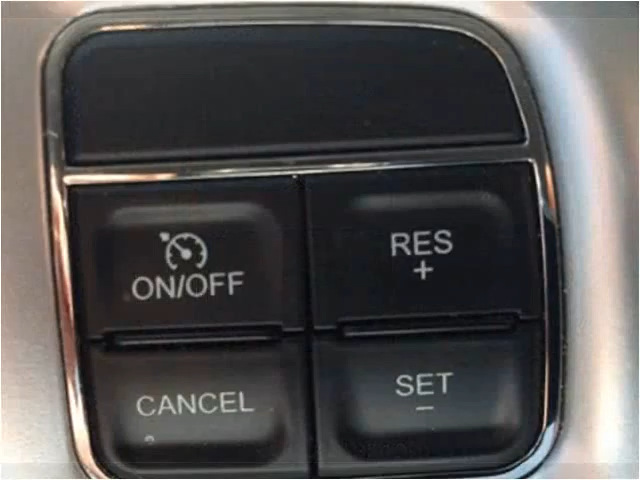 ON/OFF
RES
+
CANCEL
SET
-